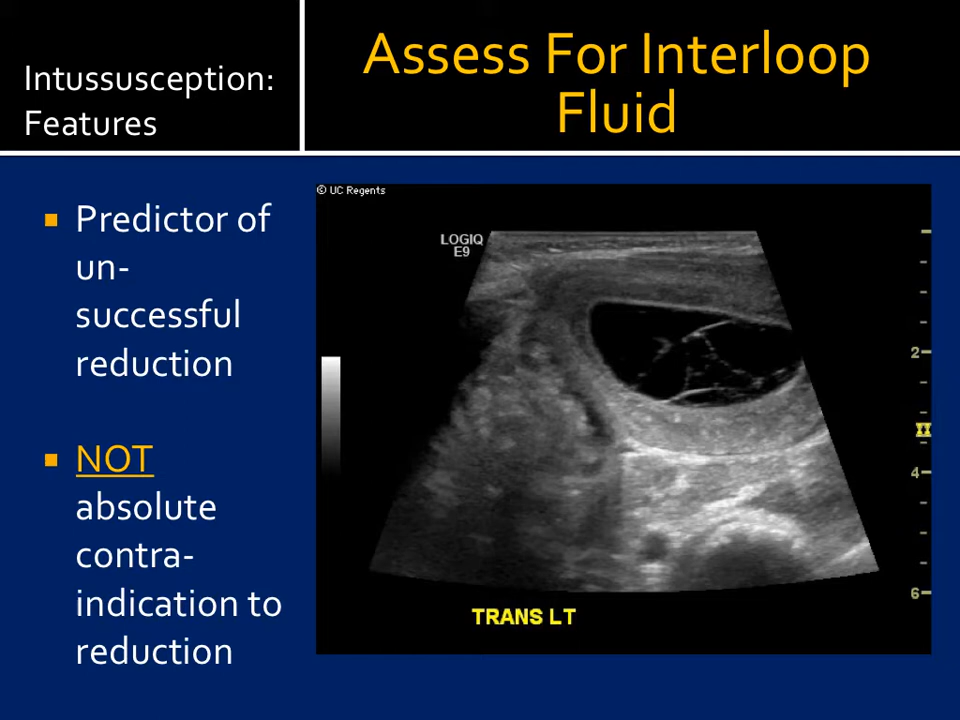 Intussusception:
Features
Assess For Interloop
Fluid
▪ Predictor of
un-
successful
reduction
▪ NOT
absolute
contra-
indication to
reduction
© UC Regents
LOGIQ
E9
2
4
6
TRANS LT